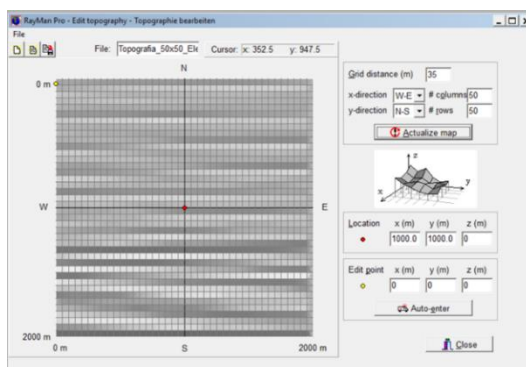 RayMan Pro - Edit topography - Topographie bearbeiten
File
File: Topografia_50x50_Ele Cursor: x: 352.5 y: 947.5
N
0 m
W
E
2000 m
0 m S 2000 m
Grid distance (m) 35
x-direction W-E # columns 50
y-direction N-S # rows 50
Actualize map
z
x
y
Location x (m) y (m) z (m)
1000.0 1000.0 0
Edit point x (m) y (m) z (m)
0 0 0
Auto-enter
Close